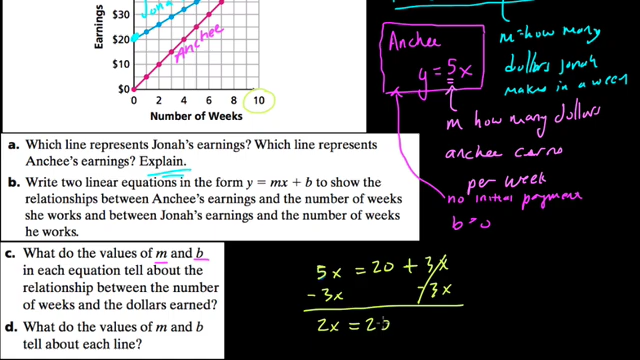 $30
$20
$10
$0
Earnings
0 2 4 6 8 10
Number of Weeks
Jona
Anchee
a. Which line represents Jonah's earnings? Which line represents
Anchee's earnings? Explain.
b. Write two linear equations in the form y = mx + b to show the
relationships between Anchee's earnings and the number of weeks
she works and between Jonah's earnings and the number of weeks
he works.
c. What do the values of m and b
in each equation tell about the
relationship between the number
of weeks and the dollars earned?
d. What do the values of m and b
tell about each line?
Anchee
y = 5x
m = how many
dollars Jonah
makes in a week
m how many dollars
anchee earns
per week
no initial payment
b = 0
5x = 20 + 3x
- 3x - 3x
2x = 20